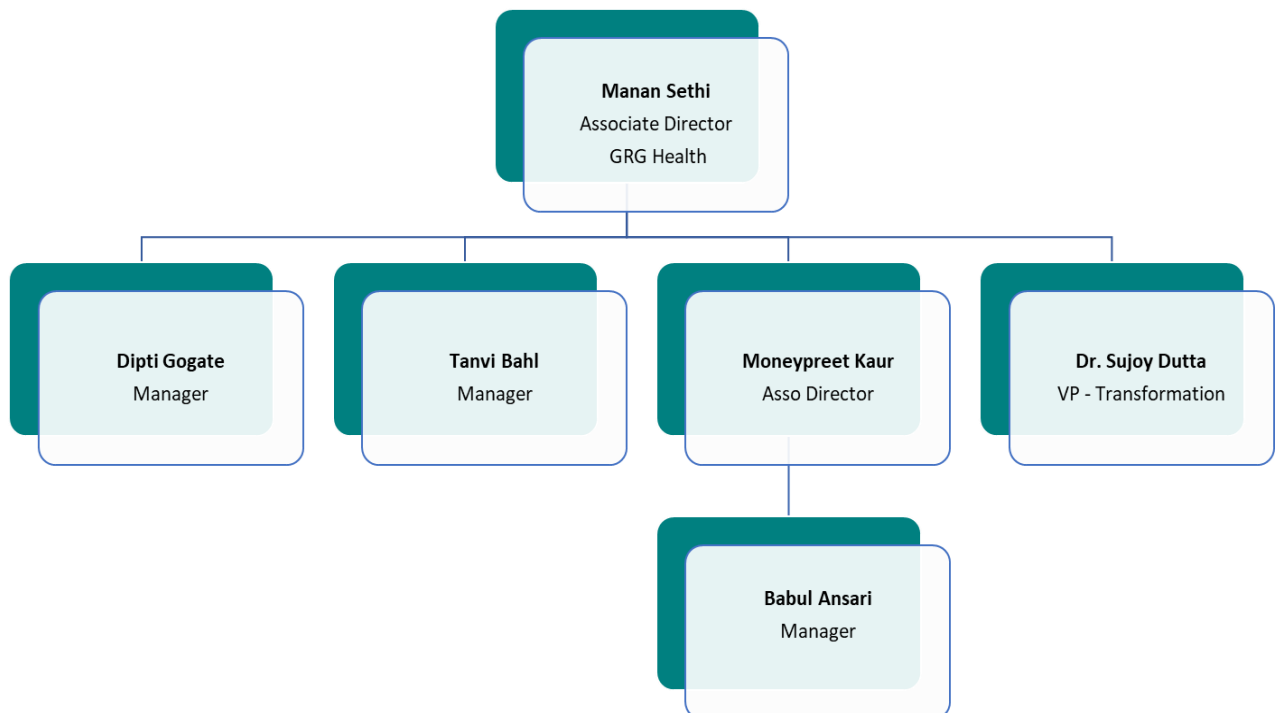 Manan Sethi
Associate Director
GRG Health
Dipti Gogate
Manager
Tanvi Bahl
Manager
Moneypreet Kaur
Asso Director
Dr. Sujoy Dutta
VP - Transformation
Babul Ansari
Manager